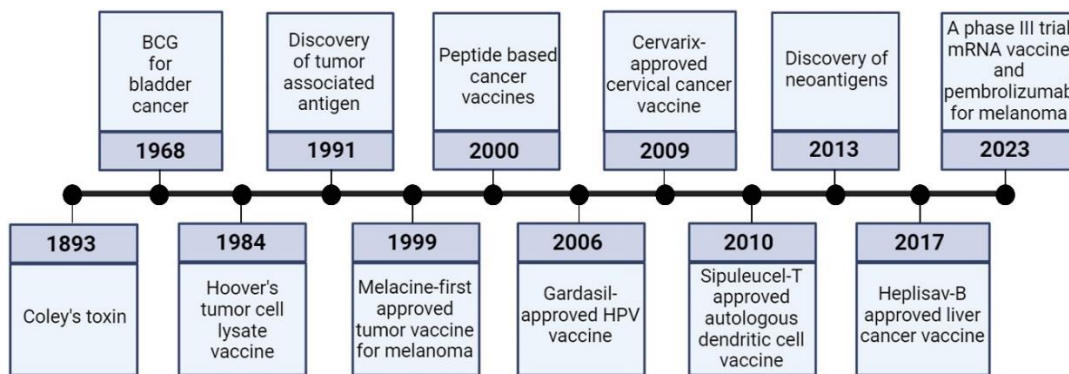 BCG
for
bladder
cancer
1968
Discovery
of tumor
associated
antigen
1991
Peptide based
cancer
vaccines
2000
Cervarix-
approved
cervical cancer
vaccine
2009
Discovery of
neoantigens
2013
A phase III trial
mRNA vaccine
and
pembrolizumab
for melanoma
2023
1893
Coley's toxin
1984
Hoover's
tumor cell
lysate
vaccine
1999
Melacine-first
approved
tumor vaccine
for melanoma
2006
Gardasil-
approved HPV
vaccine
2010
Sipuleucel-T
approved
autologous
dendritic cell
vaccine
2017
Heplisav-B
approved liver
cancer vaccine